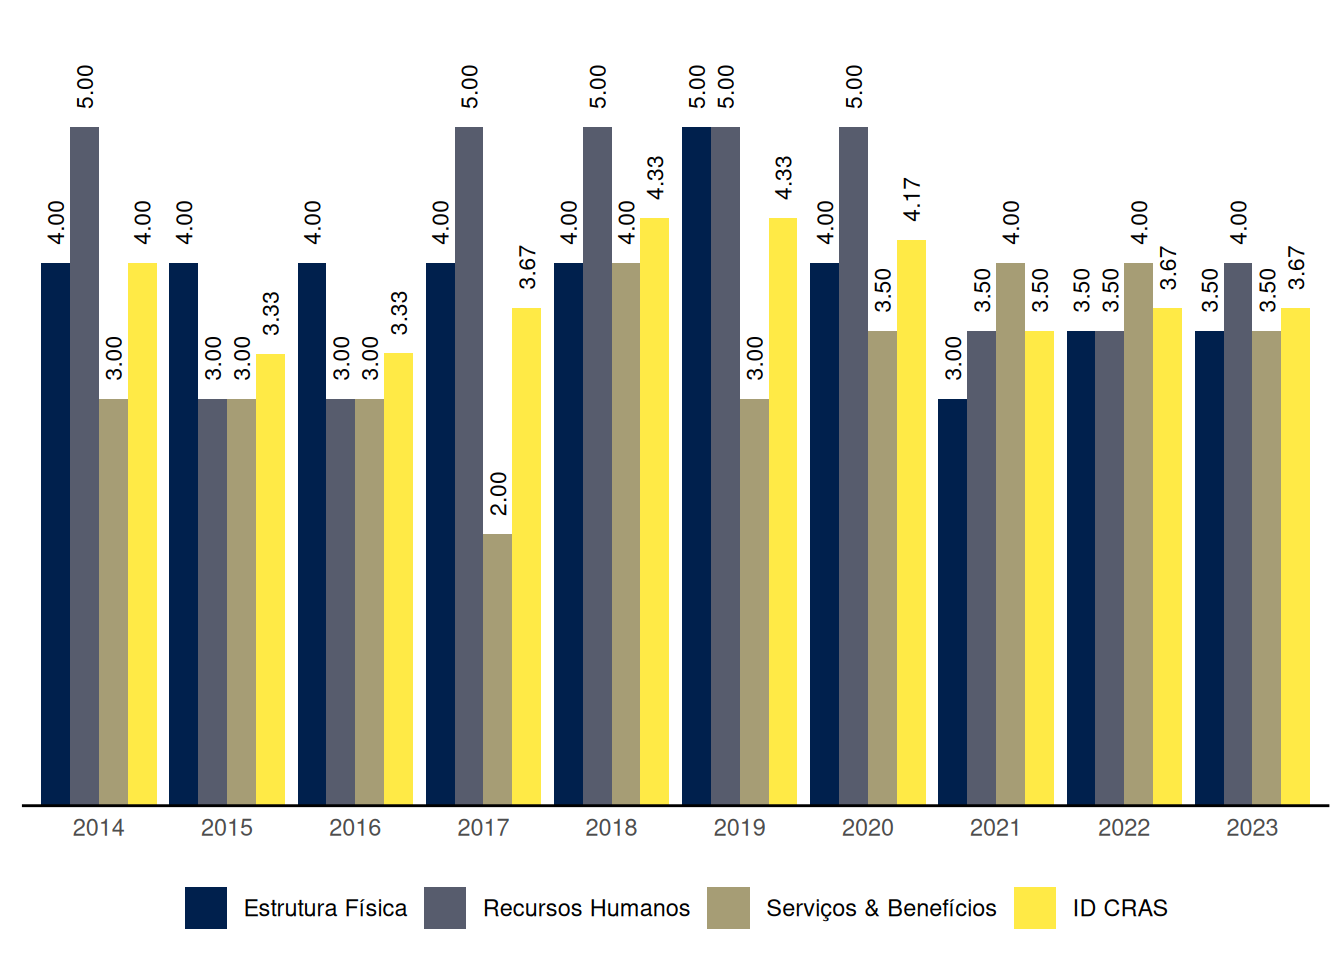 5.00 5.00 5.00 5.00 5.00 5.00
4.33 4.33
4.17
4.00 4.00 4.00 4.00 4.00 4.00 4.00 4.00 4.00 4.00 4.00
3.67 3.67 3.67
3.50 3.50 3.50 3.50 3.50 3.50 3.50
3.33 3.33
3.00 3.00 3.00 3.00 3.00 3.00 3.00
2.00
2014 2015 2016 2017 2018 2019 2020 2021 2022 2023
Estrutura Física Recursos Humanos Serviços & Benefícios ID CRAS